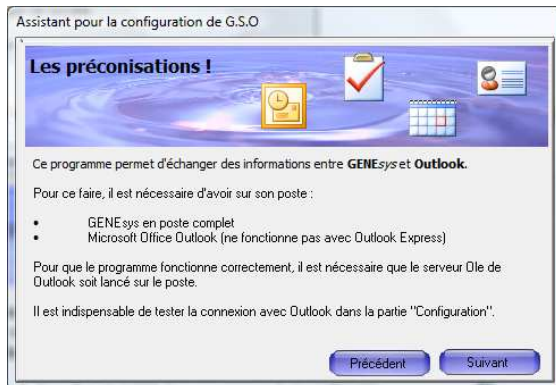 Assistant pour la configuration de G.S.O
Les préconisations !
Ce programme permet d'échanger des informations entre GENEsys et Outlook.
Pour ce faire, il est nécessaire d'avoir sur son poste :
• GENEsys en poste complet
• Microsoft Office Outlook (ne fonctionne pas avec Outlook Express)
Pour que le programme fonctionne correctement, il est nécessaire que le serveur Ole de
Outlook soit lancé sur le poste.
Il est indispensable de tester la connexion avec Outlook dans la partie "Configuration".
Précédent Suivant